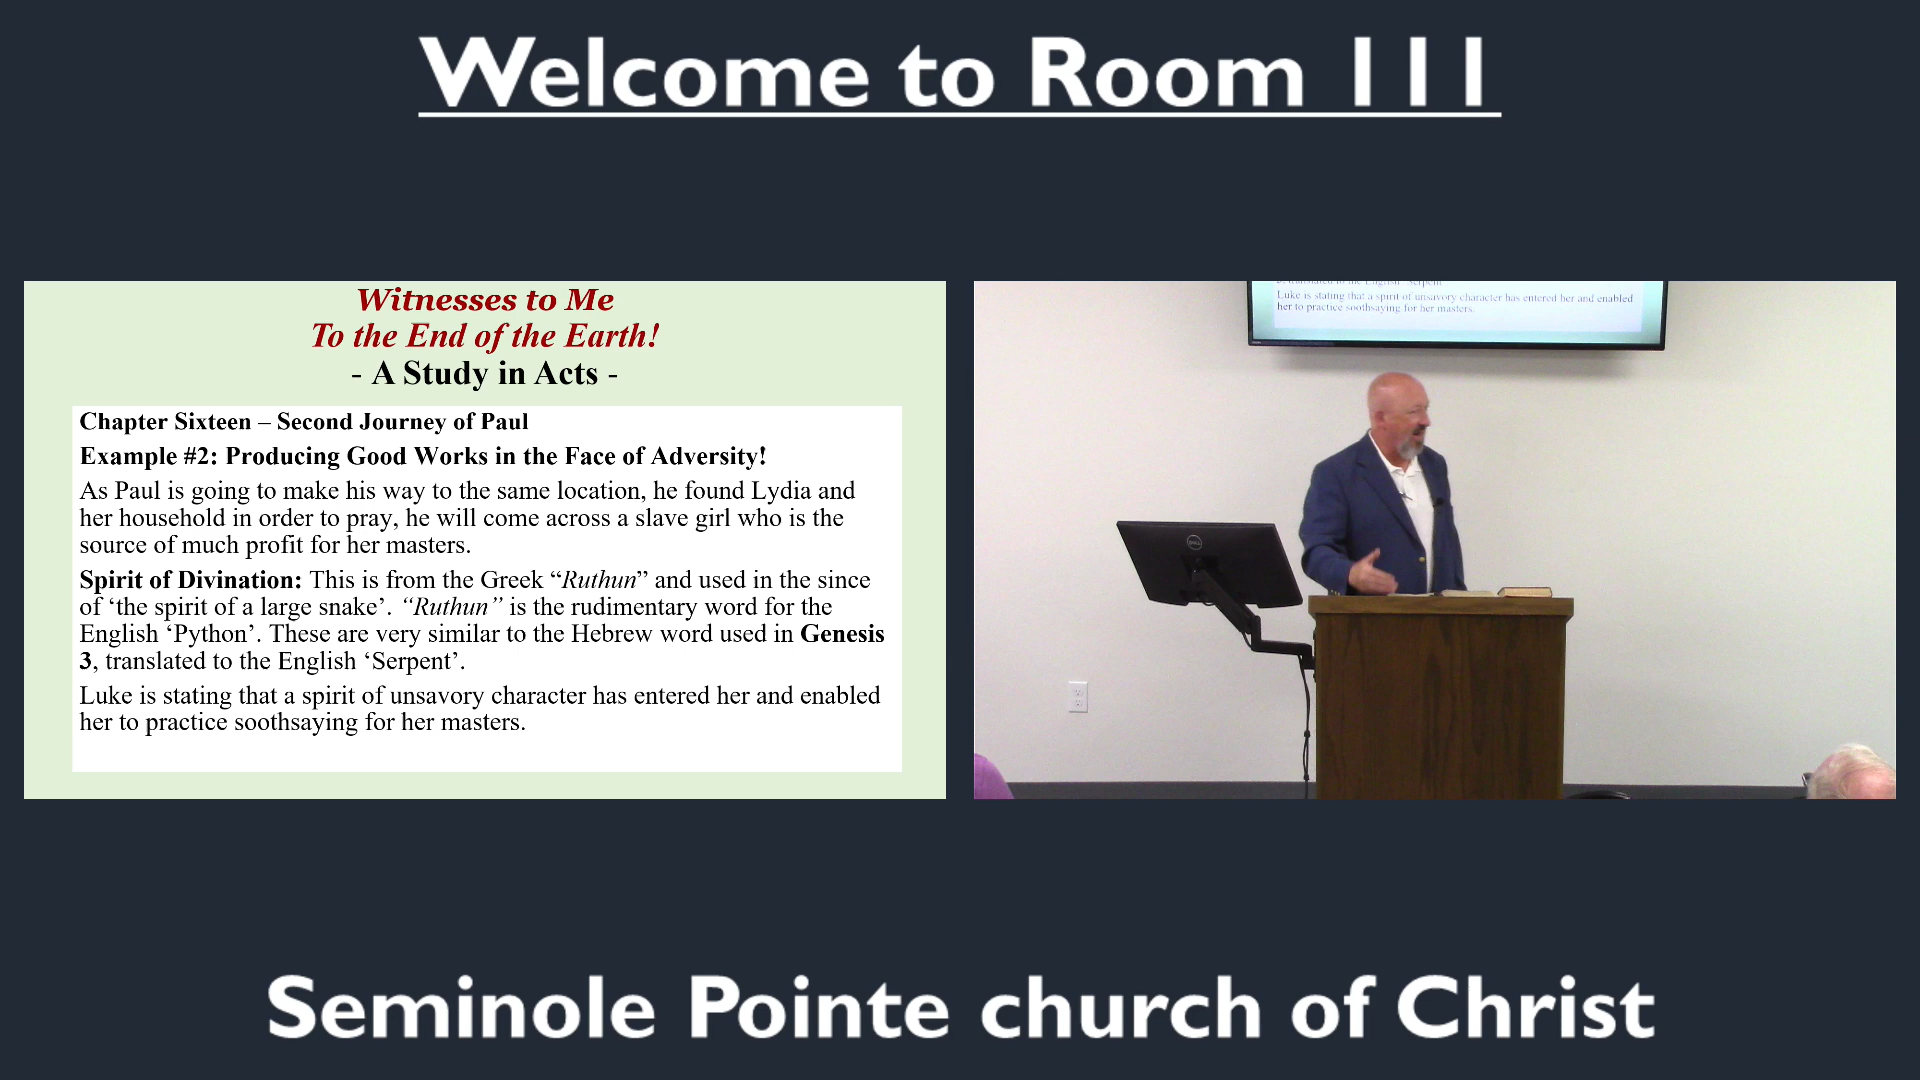 Welcome to Room 111
Witnesses to Me
To the End of the Earth!
- A Study in Acts -
Chapter Sixteen – Second Journey of Paul
Example #2: Producing Good Works in the Face of Adversity!
As Paul is going to make his way to the same location, he found Lydia and
her household in order to pray, he will come across a slave girl who is the
source of much profit for her masters.
Spirit of Divination: This is from the Greek “Ruthun” and used in the since
of ‘the spirit of a large snake’. “Ruthun” is the rudimentary word for the
English ‘Python’. These are very similar to the Hebrew word used in Genesis
3, translated to the English ‘Serpent’.
Luke is stating that a spirit of unsavory character has entered her and enabled
her to practice soothsaying for her masters.
Luke is stating that a spirit of unsavory character has entered her and enabled
her to practice soothsaying for her masters.
DELL
Seminole Pointe church of Christ